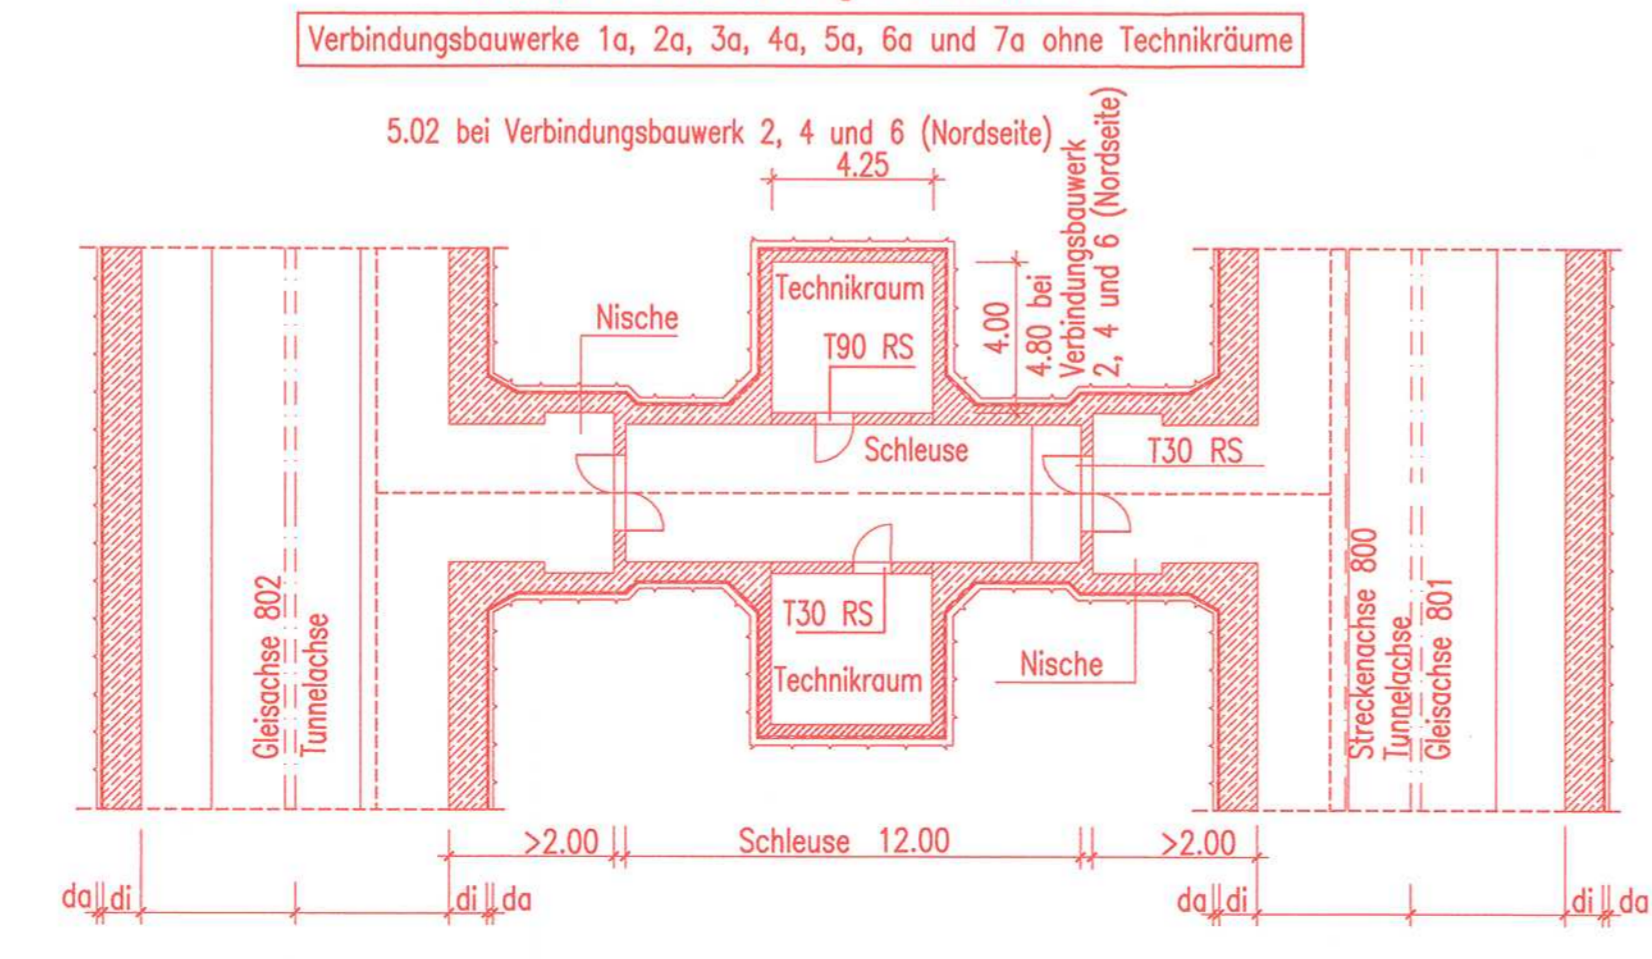 Verbindungsbauwerke 1a, 2a, 3a, 4a, 5a, 6a und 7a ohne Technikräume
5.02 bei Verbindungsbauwerk 2, 4 und 6 (Nordseite)
4.25
4.00
4.80 bei
Verbindungsbauwerk
2, 4 und 6 (Nordseite)
Technikraum
Nische
T90 RS
Schleuse
T30 RS
T30 RS
Technikraum
Nische
Gleisachse 802
Tunnelachse
Streckenachse 800
Tunnelachse
Gleisachse 801
>2.00
Schleuse 12.00
>2.00
da di
di da
da di
di da